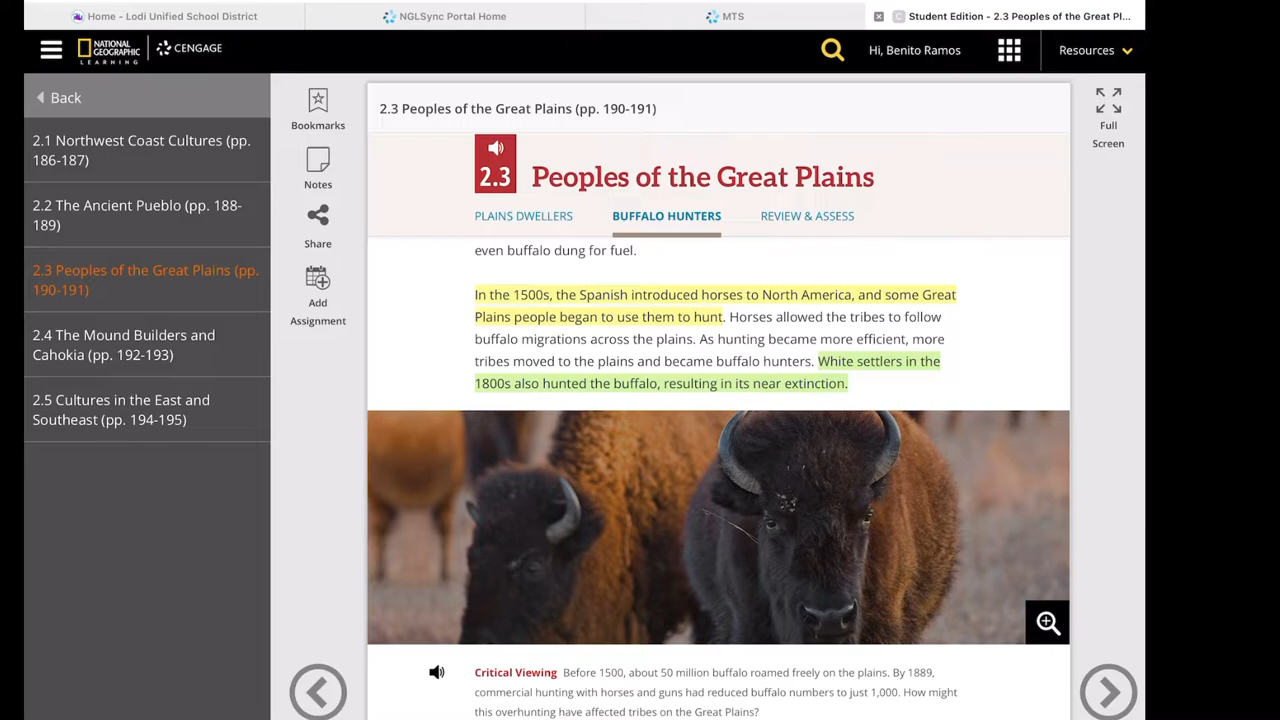 Home - Lodi Unified School District
NGLSync Portal Home
MTS
Student Edition - 2.3 Peoples of the Great Pl...
NATIONAL
GEOGRAPHIC
LEARNING
CENGAGE
Hi, Benito Ramos
Resources
Back
2.1 Northwest Coast Cultures (pp.
186-187)
2.2 The Ancient Pueblo (pp. 188-
189)
2.3 Peoples of the Great Plains (pp.
190-191)
2.4 The Mound Builders and
Cahokia (pp. 192-193)
2.5 Cultures in the East and
Southeast (pp. 194-195)
Bookmarks
Notes
Share
Add
Assignment
2.3 Peoples of the Great Plains (pp. 190-191)
2.3 Peoples of the Great Plains
PLAINS DWELLERS BUFFALO HUNTERS REVIEW & ASSESS
even buffalo dung for fuel.
In the 1500s, the Spanish introduced horses to North America, and some Great
Plains people began to use them to hunt. Horses allowed the tribes to follow
buffalo migrations across the plains. As hunting became more efficient, more
tribes moved to the plains and became buffalo hunters. White settlers in the
1800s also hunted the buffalo, resulting in its near extinction.
Critical Viewing Before 1500, about 50 million buffalo roamed freely on the plains. By 1889,
commercial hunting with horses and guns had reduced buffalo numbers to just 1,000. How might
this overhunting have affected tribes on the Great Plains?
Full
Screen